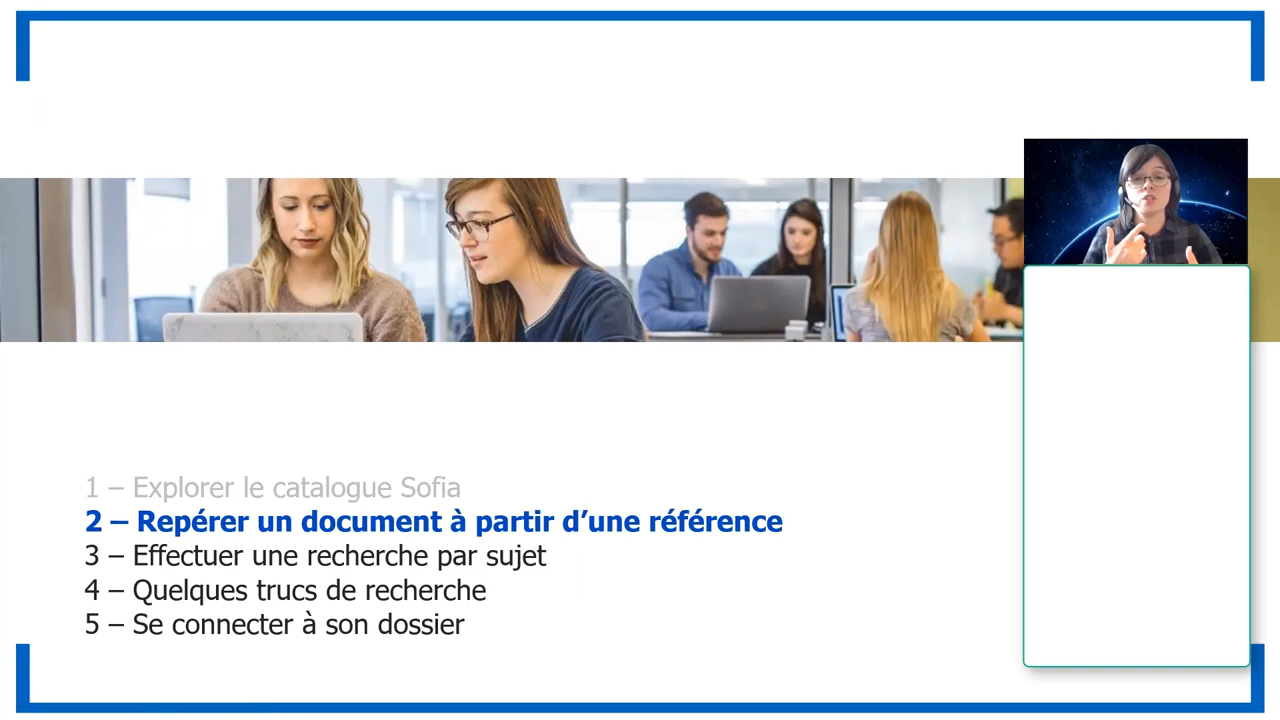 1 – Explorer le catalogue Sofia
2 – Repérer un document à partir d’une référence
3 – Effectuer une recherche par sujet
4 – Quelques trucs de recherche
5 – Se connecter à son dossier